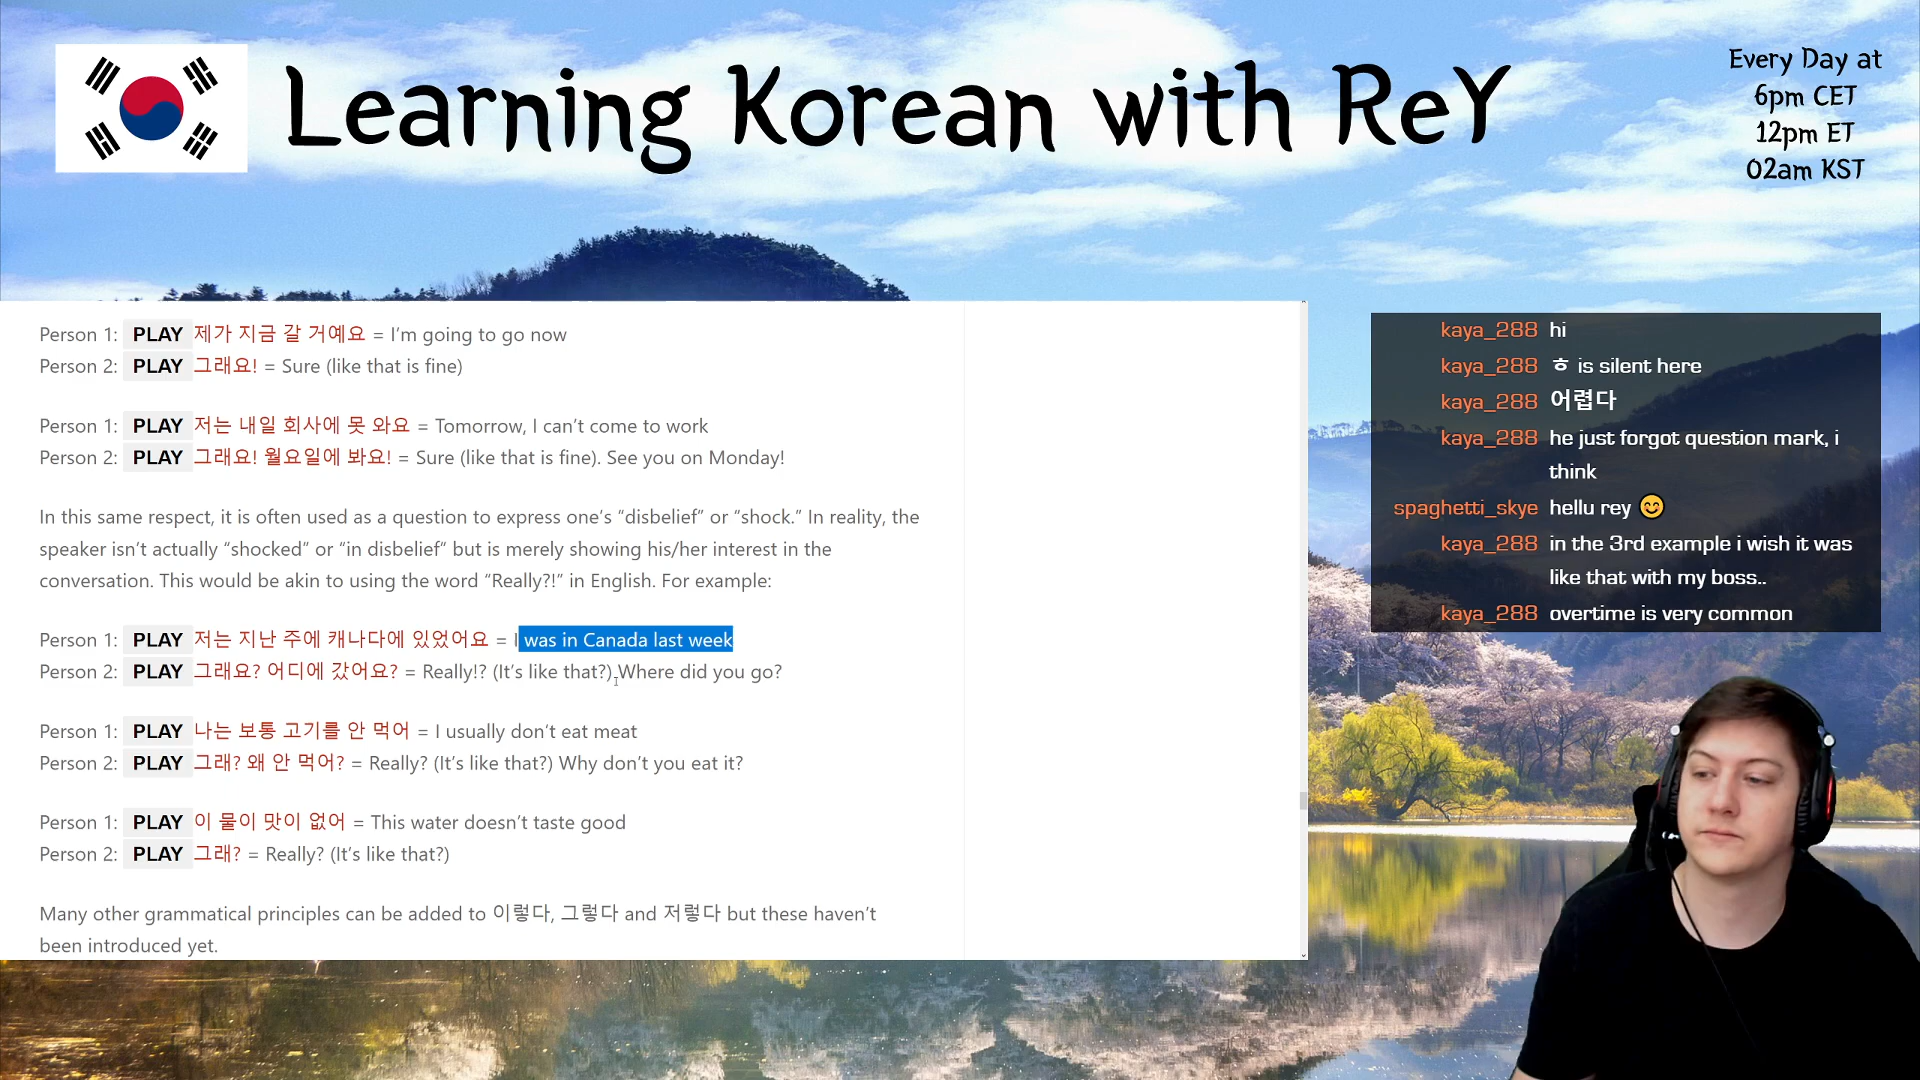 Learning Korean with ReY
Every Day at
6pm CET
12pm ET
02am KST
Person 1: PLAY 제가 지금 갈 거예요 = I'm going to go now
Person 2: PLAY 그래요! = Sure (like that is fine)
Person 1: PLAY 저는 내일 회사에 못 와요 = Tomorrow, I can't come to work
Person 2: PLAY 그래요! 월요일에 봐요! = Sure (like that is fine). See you on Monday!
In this same respect, it is often used as a question to express one's “disbelief” or “shock.” In reality, the
speaker isn't actually “shocked” or “in disbelief” but is merely showing his/her interest in the
conversation. This would be akin to using the word “Really?!” in English. For example:
Person 1: PLAY 저는 지난 주에 캐나다에 있었어요 = I was in Canada last week
Person 2: PLAY 그래요? 어디에 갔어요? = Really!? (It's like that?) Where did you go?
Person 1: PLAY 나는 보통 고기를 안 먹어 = I usually don't eat meat
Person 2: PLAY 그래? 왜 안 먹어? = Really? (It's like that?) Why don't you eat it?
Person 1: PLAY 이 물이 맛이 없어 = This water doesn't taste good
Person 2: PLAY 그래? = Really? (It's like that?)
Many other grammatical principles can be added to 이렇다, 그렇다 and 저렇다 but these haven't
been introduced yet.
kaya_288 hi
kaya_288 ㅎ is silent here
kaya_288 어렵다
kaya_288 he just forgot question mark, i
think
spaghetti_skye hellu rey 😊
kaya_288 in the 3rd example i wish it was
like that with my boss..
kaya_288 overtime is very common